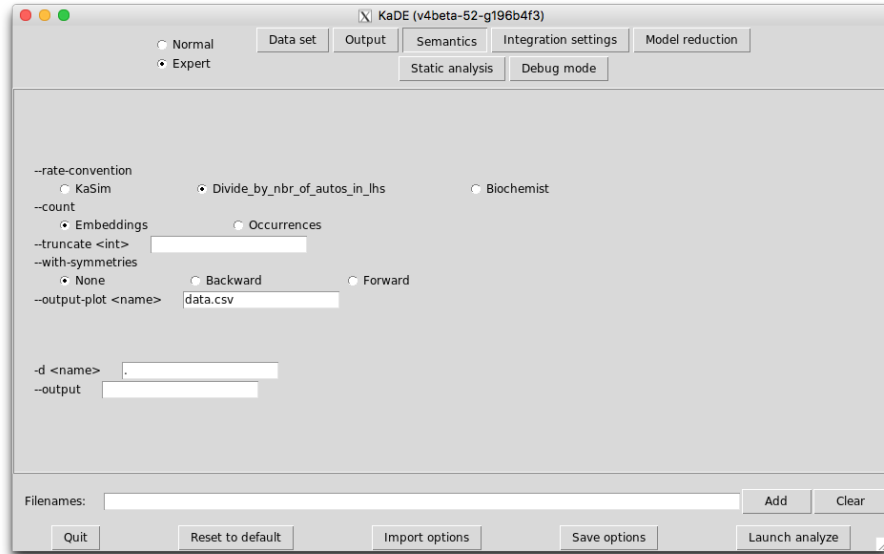 KaDE (v4beta-52-g196b4f3)
Normal
Expert
Data set Output Semantics Integration settings Model reduction
Static analysis Debug mode
--rate-convention
KaSim Divide_by_nbr_of_autos_in_lhs Biochemist
--count
Embeddings Occurrences
--truncate <int>
--with-symmetries
None Backward Forward
--output-plot <name> data.csv
-d <name> .
--output
Filenames: Add Clear
Quit Reset to default Import options Save options Launch analyze